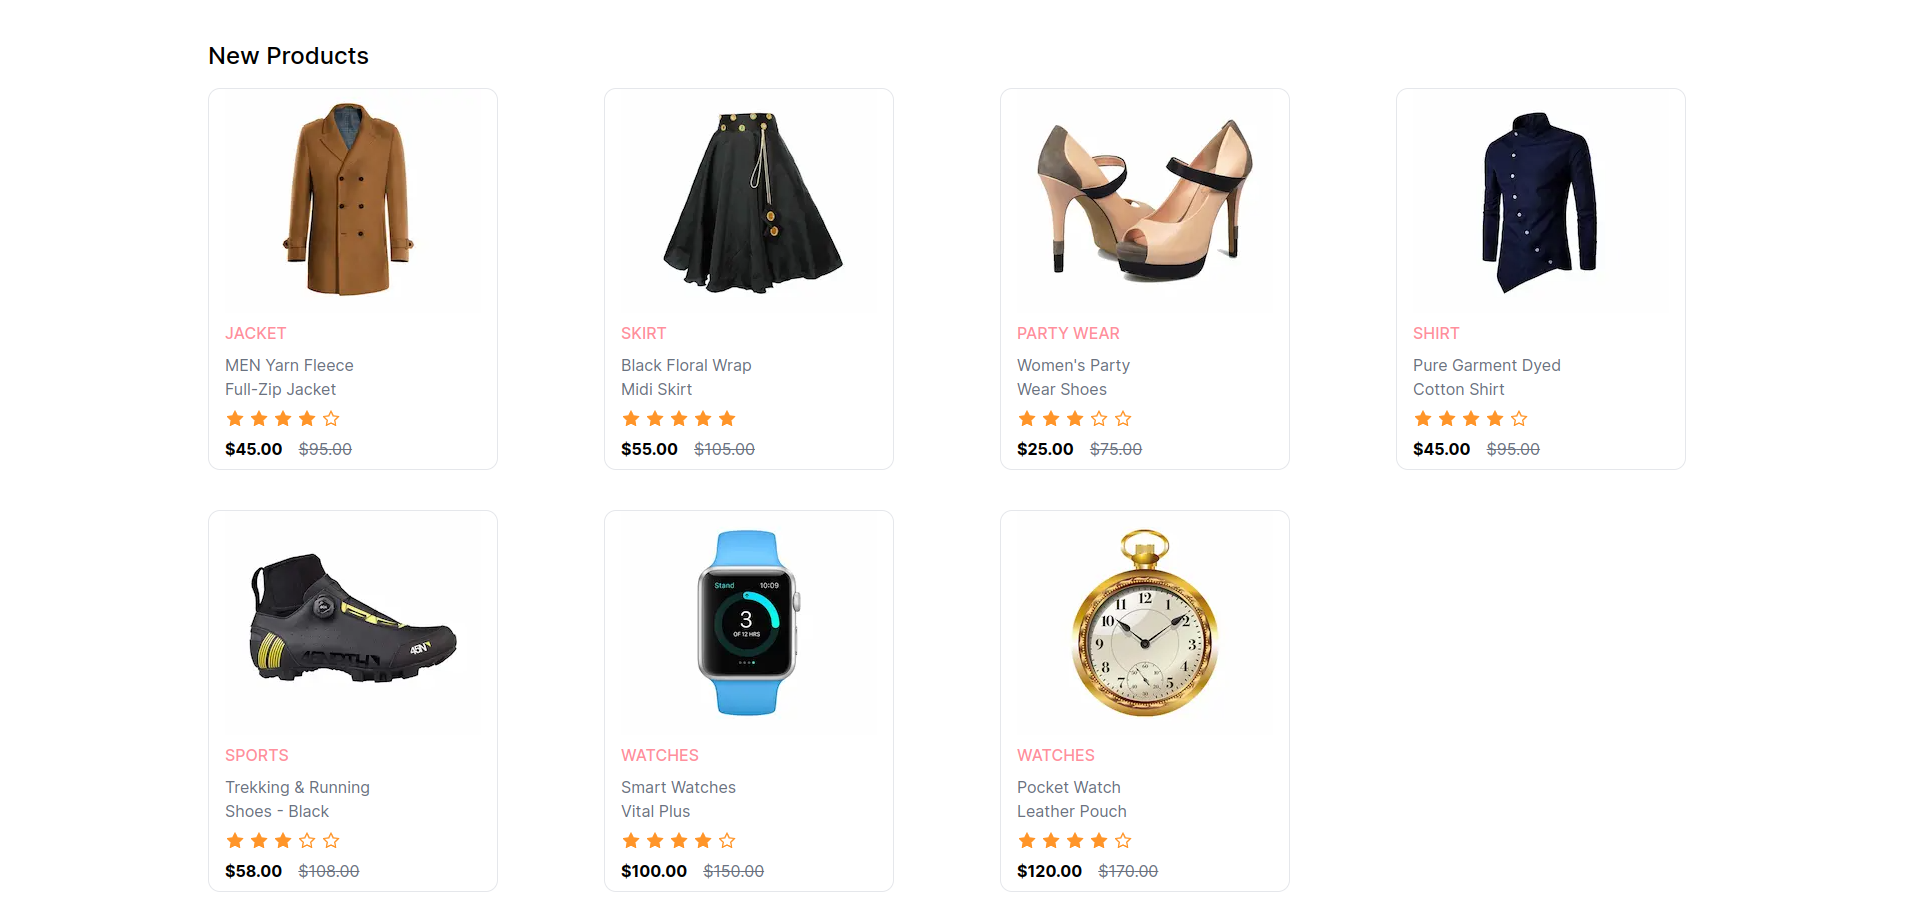 New Products
JACKET
MEN Yarn Fleece
Full-Zip Jacket
$45.00 $95.00
SKIRT
Black Floral Wrap
Midi Skirt
$55.00 $105.00
PARTY WEAR
Women's Party
Wear Shoes
$25.00 $75.00
SHIRT
Pure Garment Dyed
Cotton Shirt
$45.00 $95.00
45N
SPORTS
Trekking & Running
Shoes - Black
$58.00 $108.00
Stand 10:09
3
OF 12 HRS
WATCHES
Smart Watches
Vital Plus
$100.00 $150.00
12
11 1
10 2
9 3
8 4
7 5
WATCHES
Pocket Watch
Leather Pouch
$120.00 $170.00